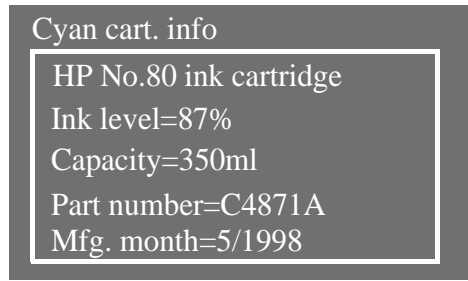 Cyan cart. info
HP No.80 ink cartridge
Ink level=87%
Capacity=350ml
Part number=C4871A
Mfg. month=5/1998